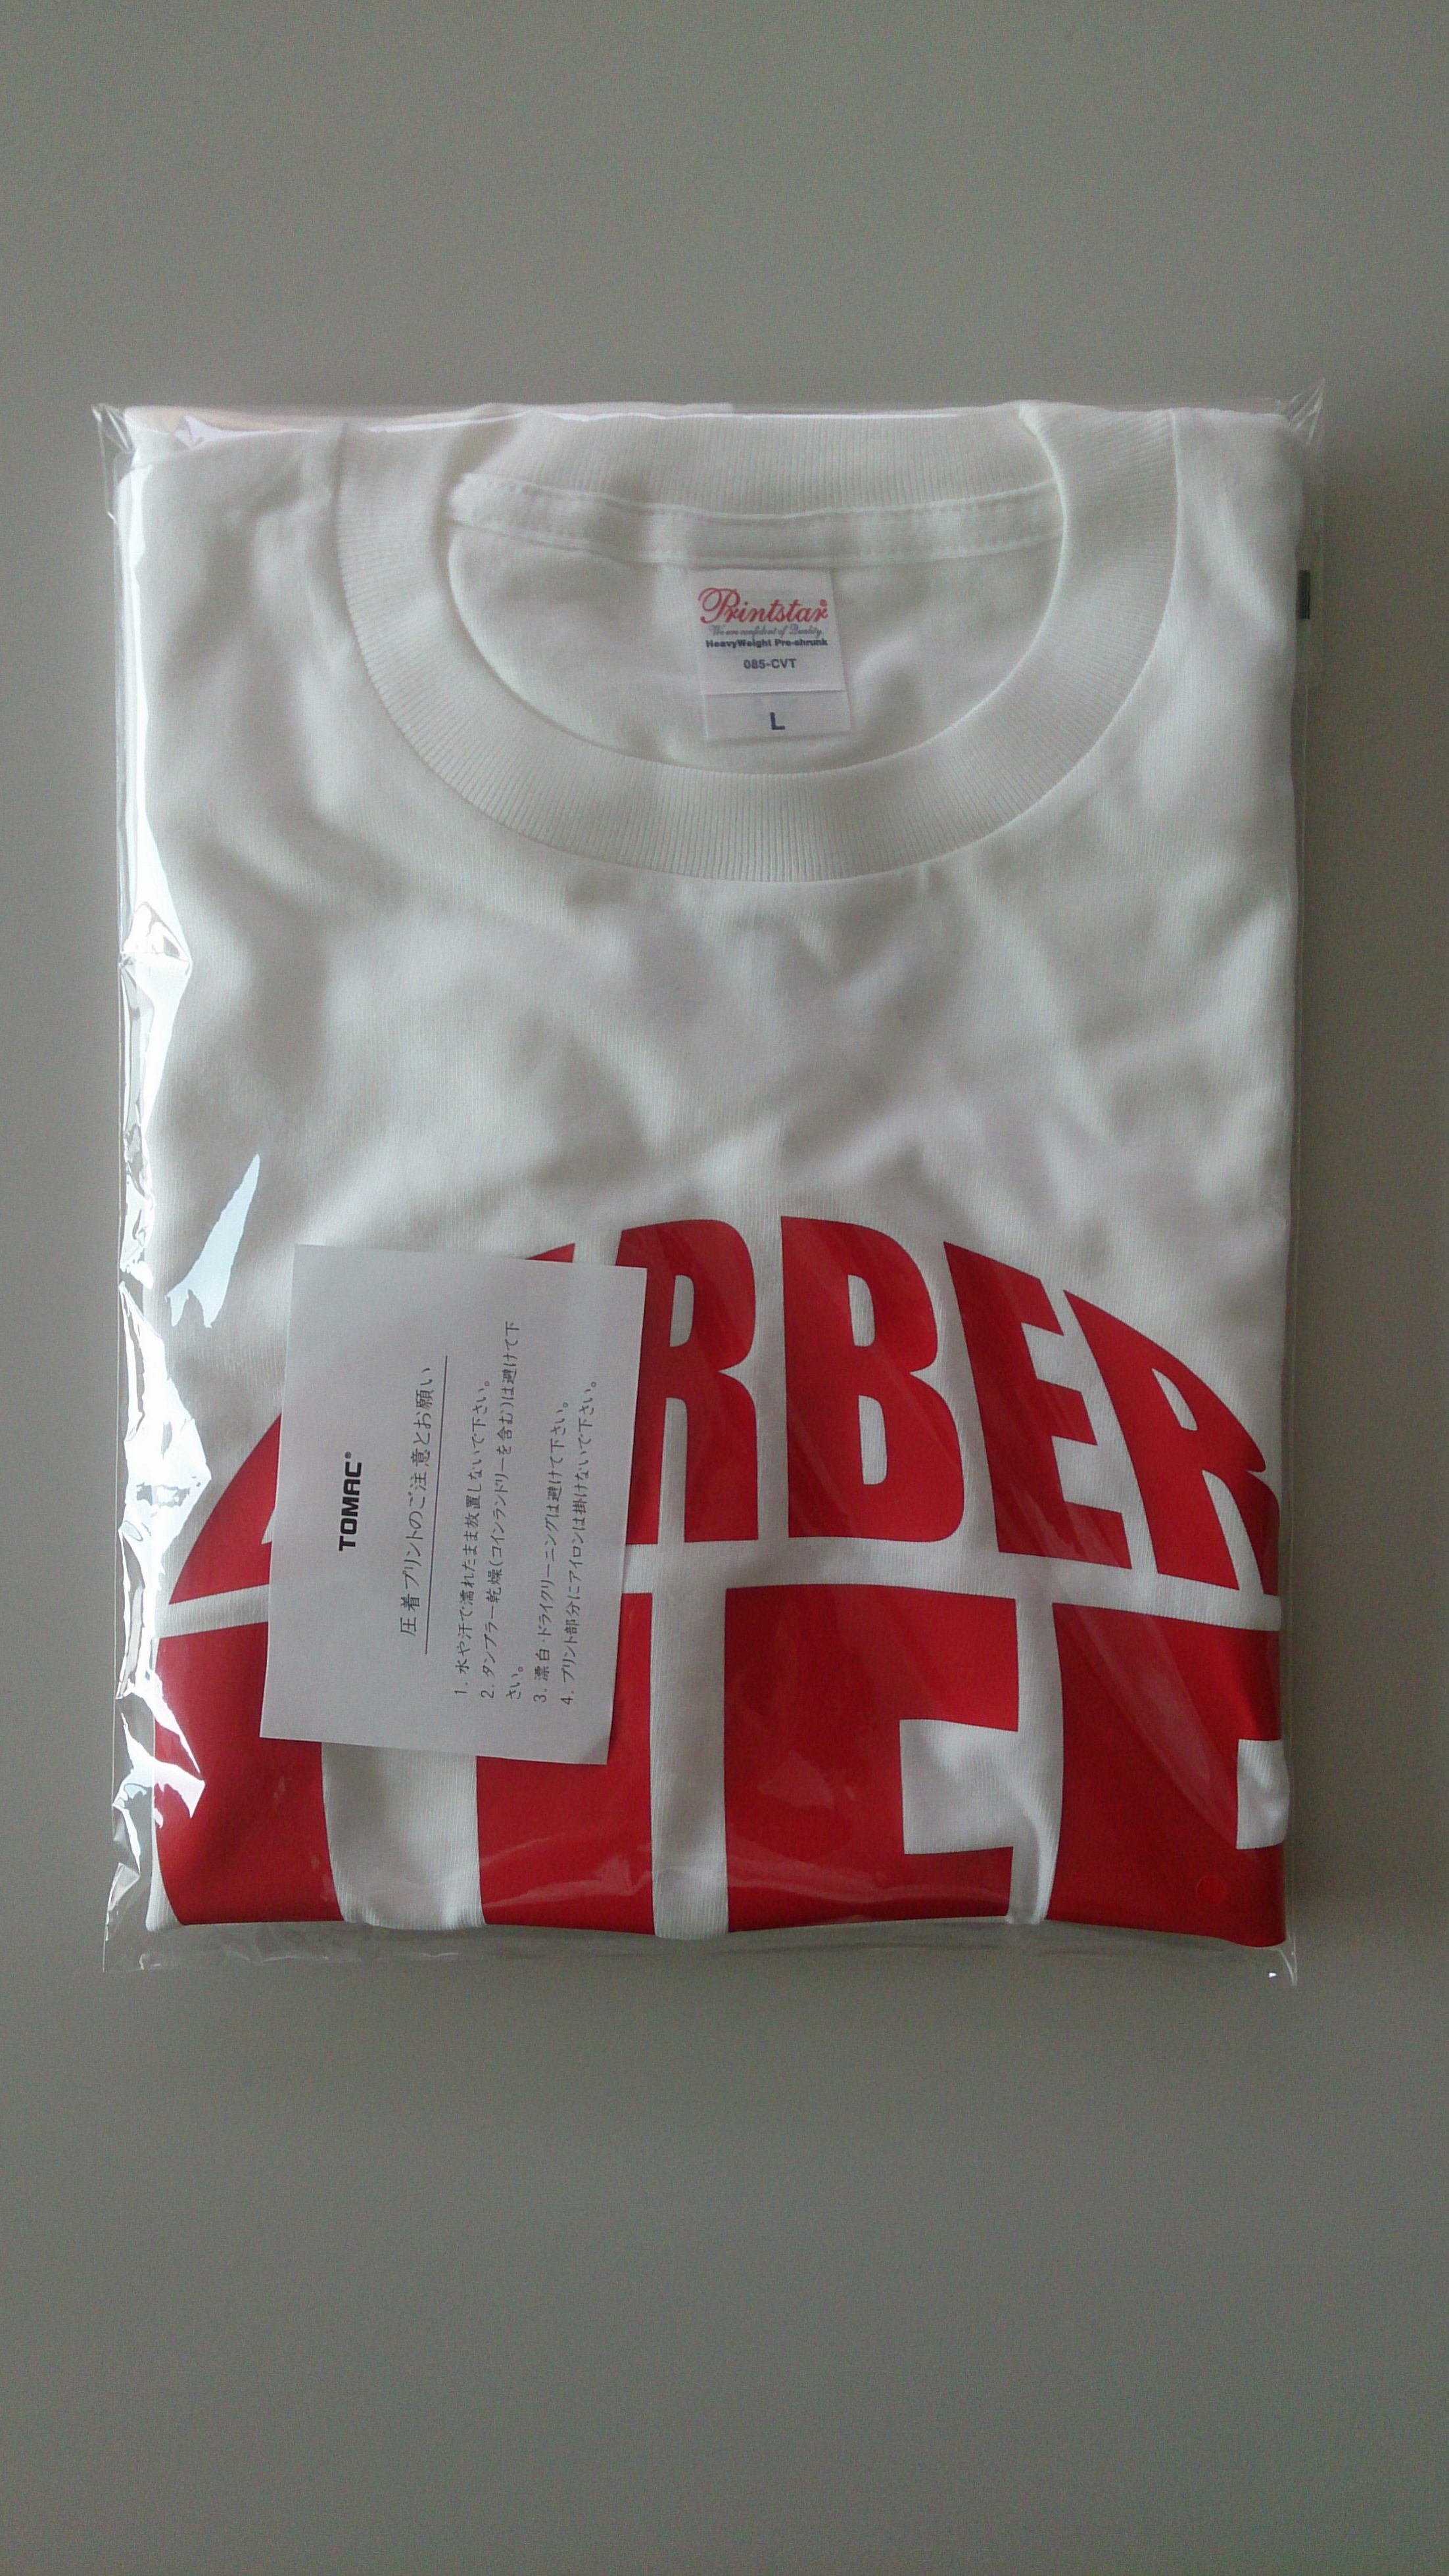 Printstar®
We are confident of Quality.
HeavyWeight Pre-shrunk
085-CVT
L
RBER
TOMAC®
圧着プリントのご注意とお願い
1. 水や汗で濡れたまま放置しないで下さい。
2. タンブラー乾燥(コインランドリーを含む)は避けて下
さい。
3. 漂白・ドライクリーニングは避けて下さい。
4. プリント部分にアイロンは掛けないで下さい。